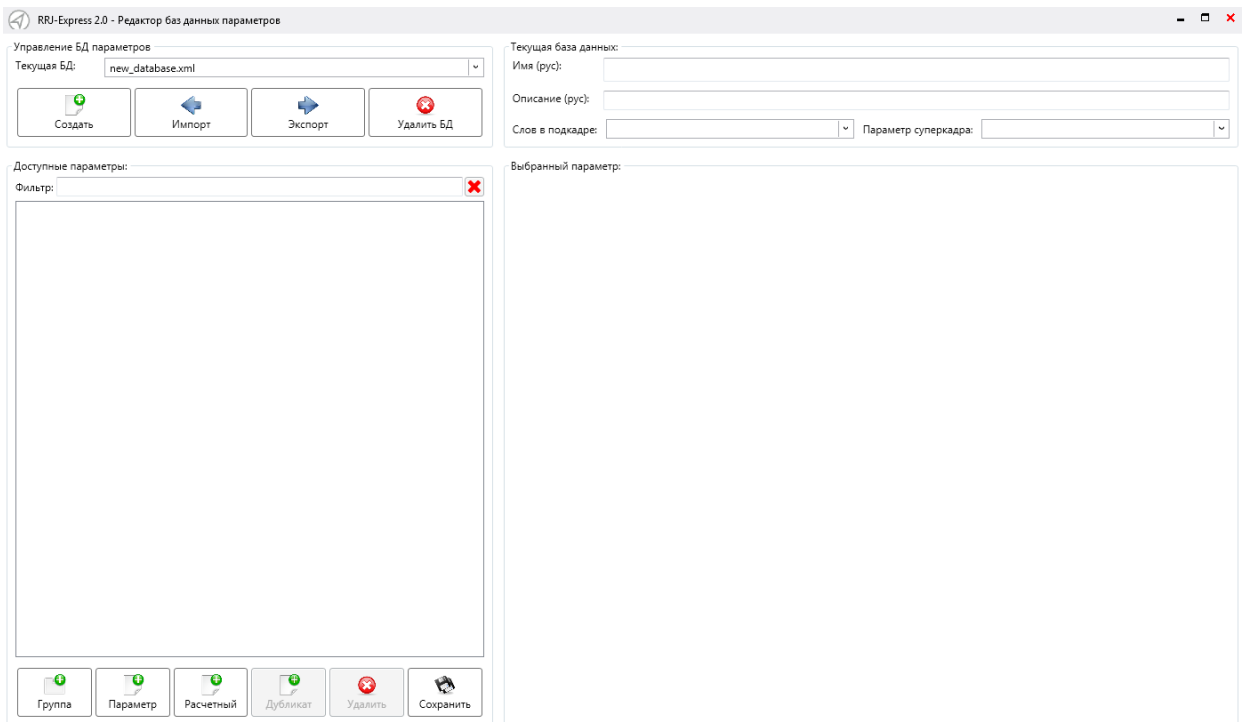 RRJ-Express 2.0 - Редактор баз данных параметров
Управление БД параметров
Текущая БД: new_database.xml
Создать Импорт Экспорт Удалить БД
Текущая база данных:
Имя (рус):
Описание (рус):
Слов в подкадре: Параметр суперкадра:
Доступные параметры:
Фильтр:
Группа Параметр Расчетный Дубликат Удалить Сохранить
Выбранный параметр: